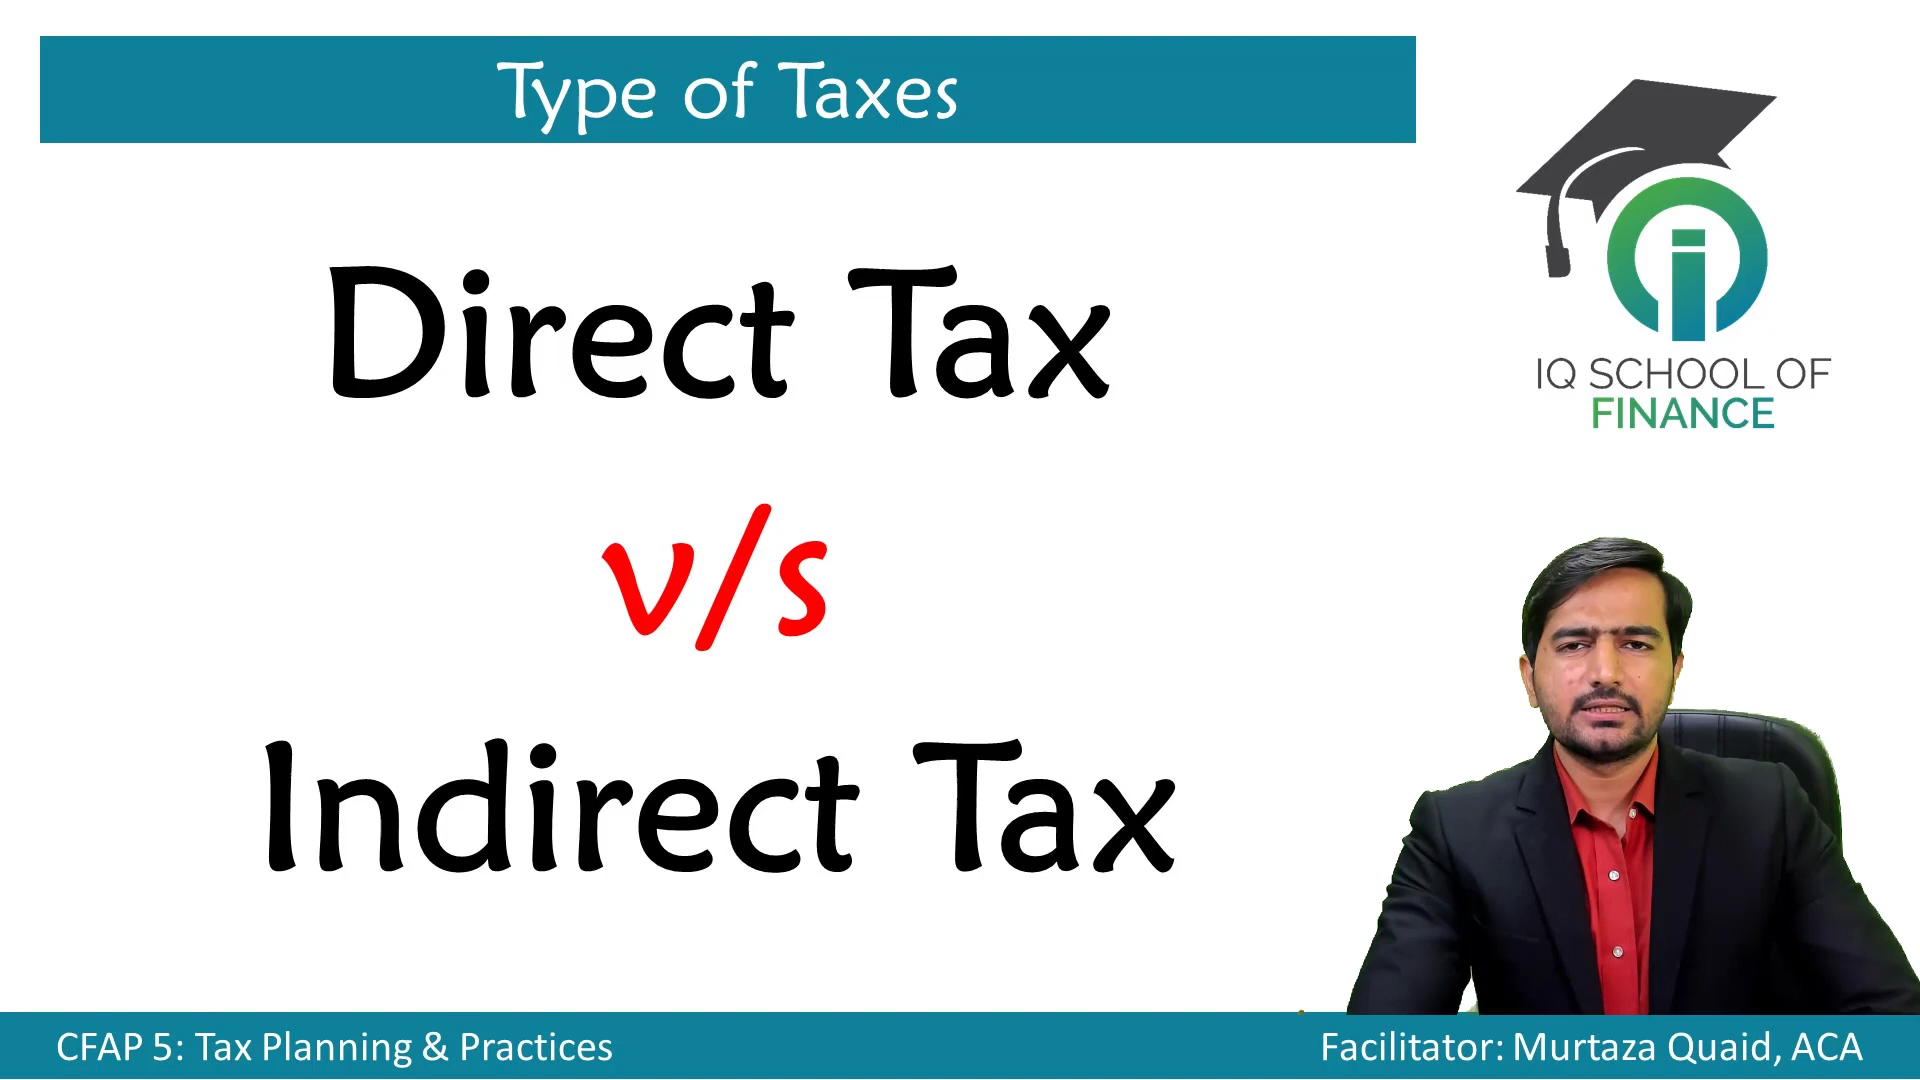 Type of Taxes
Direct Tax
v/s
Indirect Tax
IQ SCHOOL OF
FINANCE
CFAP 5: Tax Planning & Practices
Facilitator: Murtaza Quaid, ACA